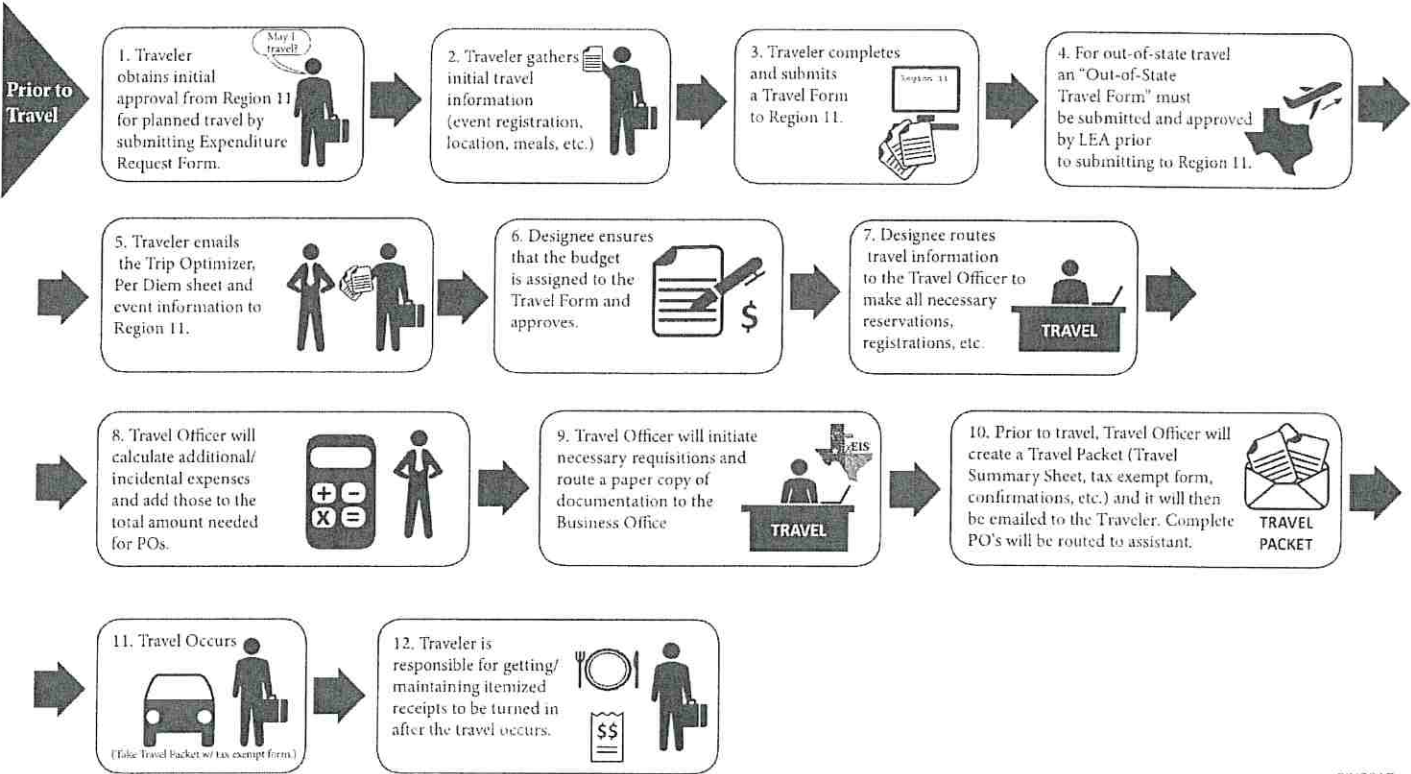 Prior to
Travel
1. Traveler
obtains initial
approval from Region 11
for planned travel by
submitting Expenditure
Request Form.
May I
travel?
2. Traveler gathers
initial travel
information
(event registration,
location, meals, etc.)
3. Traveler completes
and submits
a Travel Form
to Region 11.
Region 11
4. For out-of-state travel
an "Out-of-State
Travel Form" must
be submitted and approved
by LEA prior
to submitting to Region 11.
5. Traveler emails
the Trip Optimizer,
Per Diem sheet and
event information to
Region 11.
6. Designee ensures
that the budget
is assigned to the
Travel Form and
approves.
$
7. Designee routes
travel information
to the Travel Officer to
make all necessary
reservations,
registrations, etc.
TRAVEL
8. Travel Officer will
calculate additional/
incidental expenses
and add those to the
total amount needed
for POs.
+ −
X =
9. Travel Officer will initiate
necessary requisitions and
route a paper copy of
documentation to the
Business Office
EIS
TRAVEL
10. Prior to travel, Travel Officer will
create a Travel Packet (Travel
Summary Sheet, tax exempt form,
confirmations, etc.) and it will then
be emailed to the Traveler. Complete
PO's will be routed to assistant.
TRAVEL
PACKET
11. Travel Occurs
(Take Travel Packet w/ tax exempt form.)
12. Traveler is
responsible for getting/
maintaining itemized
receipts to be turned in
after the travel occurs.
$$